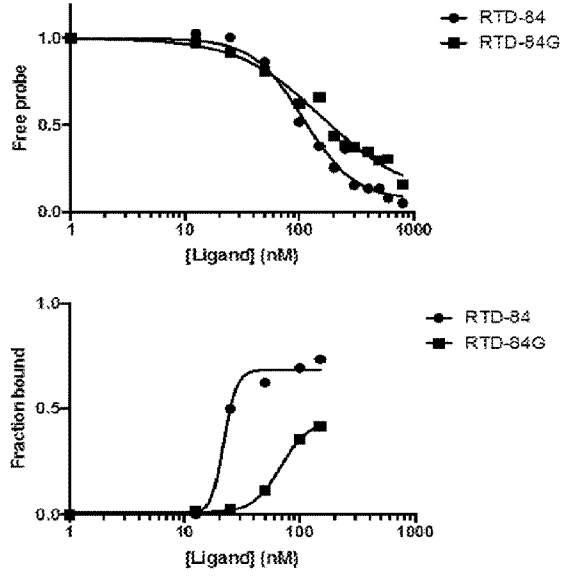 RTD-84
RTD-84G
Free probe
1.0
0.5
0.0
1 10 100 1000
[Ligand] (nM)
RTD-84
RTD-84G
Fraction bound
1.0
0.5
0.0
1 10 100 1000
[Ligand] (nM)